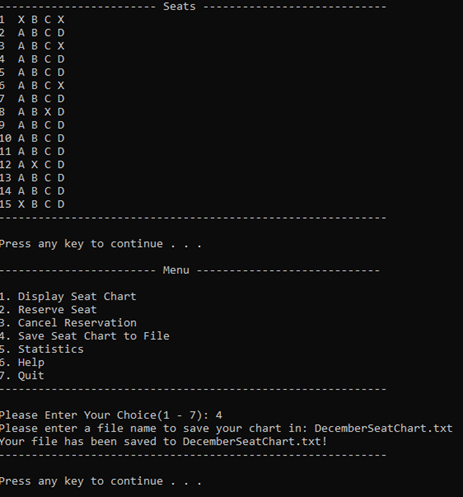 ------------------------ Seats ----------------------------
1  X B C X
2  A B C D
3  A B C X
4  A B C D
5  A B C D
6  A B C X
7  A B C D
8  A B X D
9  A B C D
10 A B C D
11 A B C D
12 A X C D
13 A B C D
14 A B C D
15 X B C D
-----------------------------------------------------------
Press any key to continue . . .
------------------------ Menu ----------------------------
1. Display Seat Chart
2. Reserve Seat
3. Cancel Reservation
4. Save Seat Chart to File
5. Statistics
6. Help
7. Quit
-----------------------------------------------------------
Please Enter Your Choice(1 - 7): 4
Please enter a file name to save your chart in: DecemberSeatChart.txt
Your file has been saved to DecemberSeatChart.txt!
-----------------------------------------------------------
Press any key to continue . . .